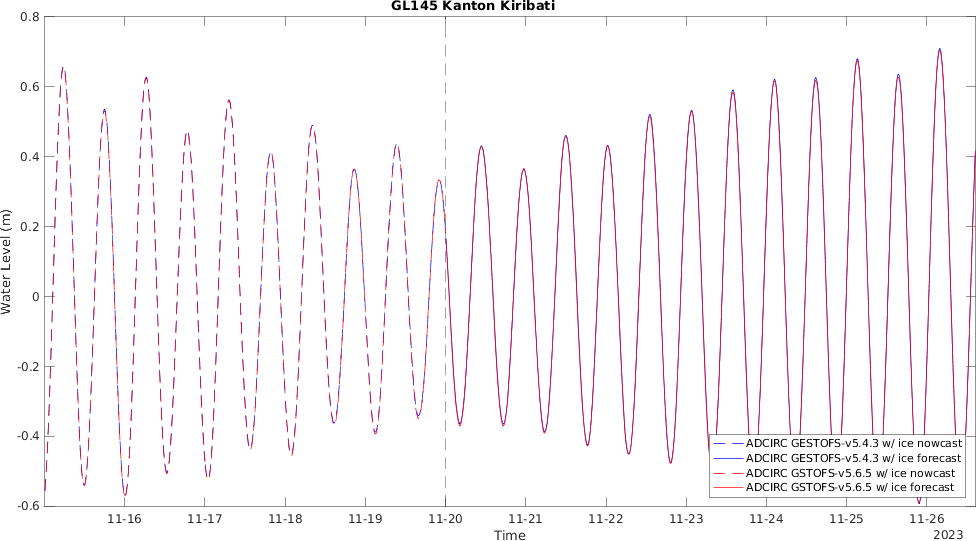 GL145 Kanton Kiribati
0.8
0.6
0.4
0.2
0
-0.2
-0.4
-0.6
Water Level (m)
ADCIRC GESTOFS-v5.4.3 w/ ice nowcast
ADCIRC GESTOFS-v5.4.3 w/ ice forecast
ADCIRC GSTOFS-v5.6.5 w/ ice nowcast
ADCIRC GSTOFS-v5.6.5 w/ ice forecast
11-16 11-17 11-18 11-19 11-20 11-21 11-22 11-23 11-24 11-25 11-26
Time
2023